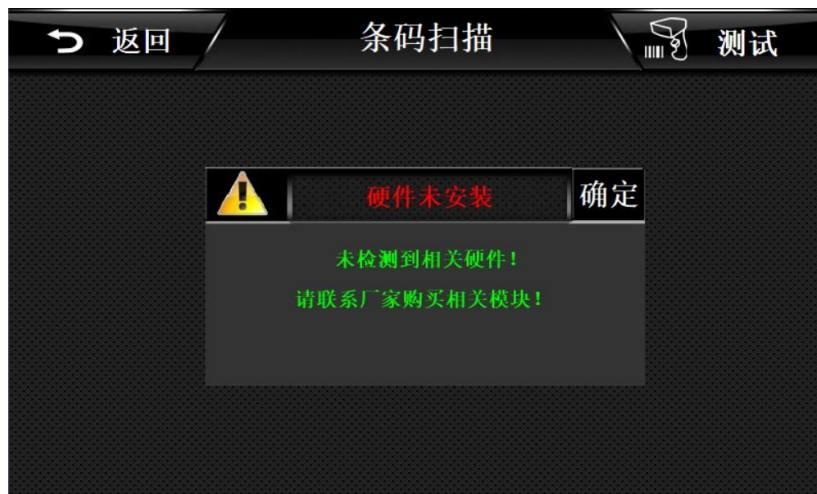 返回
条码扫描
测试
硬件未安装
确定
未检测到相关硬件！
请联系厂家购买相关模块！